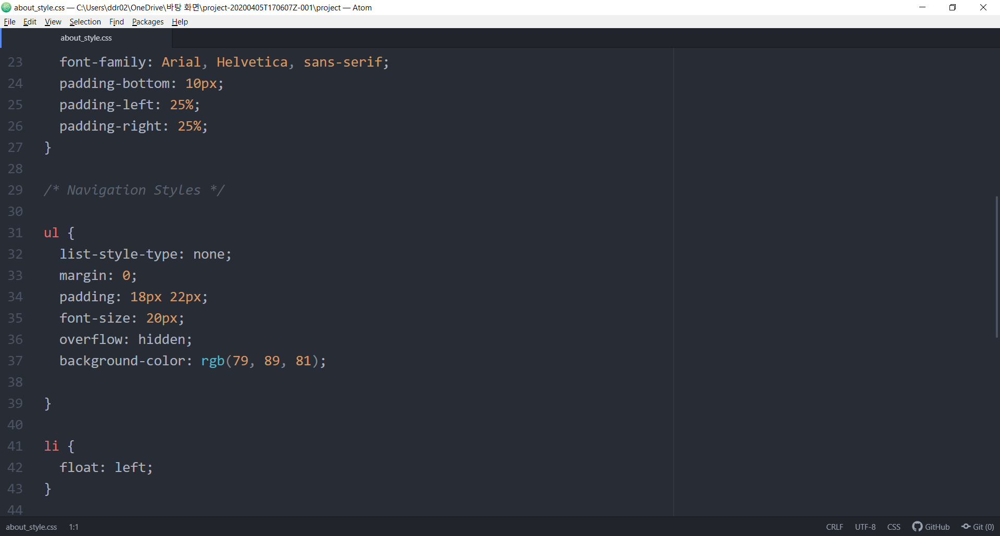 about_style.css — C:\Users\ddr02\OneDrive\바탕 화면\project-20200405T170607Z-001\project — Atom
File Edit View Selection Find Packages Help
about_style.css
23 font-family: Arial, Helvetica, sans-serif;
24 padding-bottom: 10px;
25 padding-left: 25%;
26 padding-right: 25%;
27 }
28
29 /* Navigation Styles */
30
31 ul {
32 list-style-type: none;
33 margin: 0;
34 padding: 18px 22px;
35 font-size: 20px;
36 overflow: hidden;
37 background-color: rgb(79, 89, 81);
38
39 }
40
41 li {
42 float: left;
43 }
44
about_style.css 1:1 CRLF UTF-8 CSS GitHub Git (0)